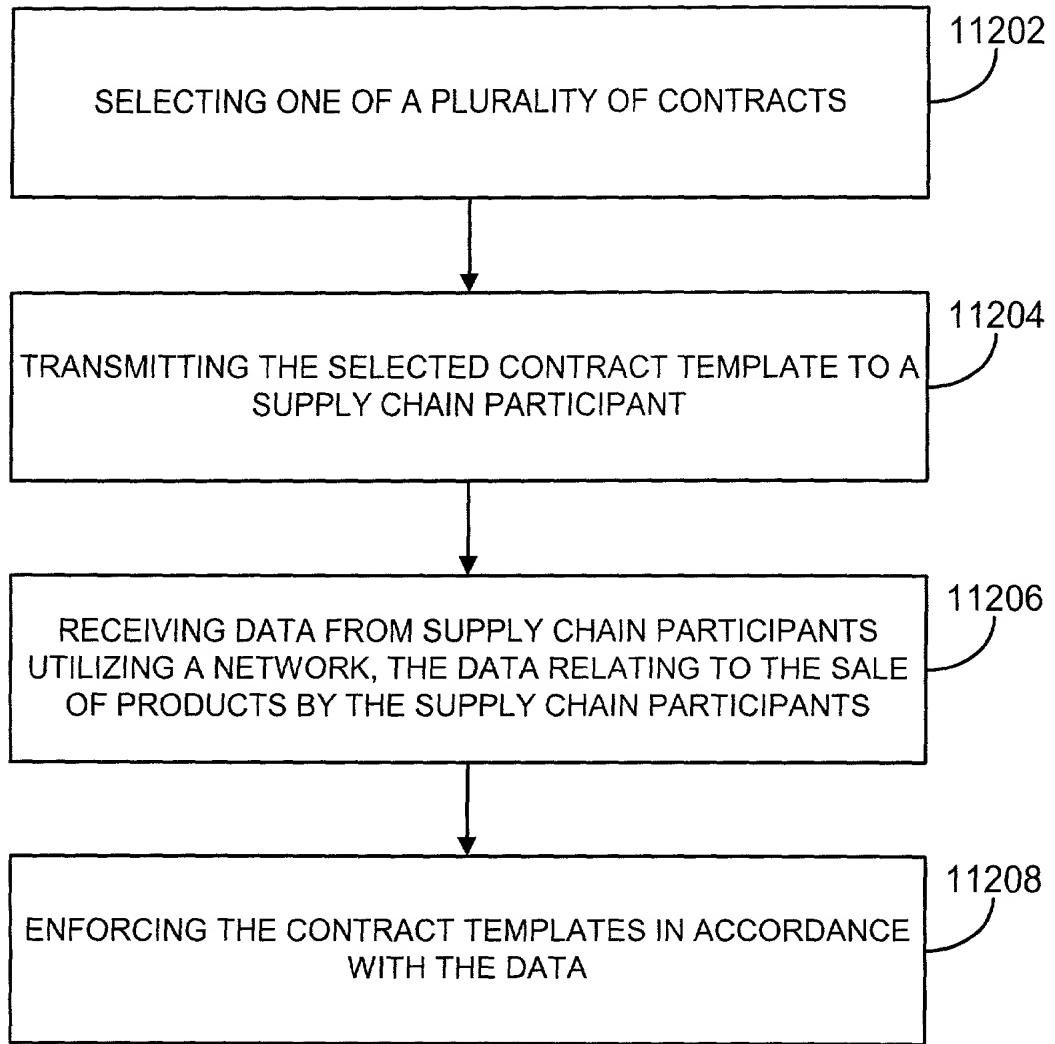 11202
SELECTING ONE OF A PLURALITY OF CONTRACTS
11204
TRANSMITTING THE SELECTED CONTRACT TEMPLATE TO A
SUPPLY CHAIN PARTICIPANT
11206
RECEIVING DATA FROM SUPPLY CHAIN PARTICIPANTS
UTILIZING A NETWORK, THE DATA RELATING TO THE SALE
OF PRODUCTS BY THE SUPPLY CHAIN PARTICIPANTS
11208
ENFORCING THE CONTRACT TEMPLATES IN ACCORDANCE
WITH THE DATA